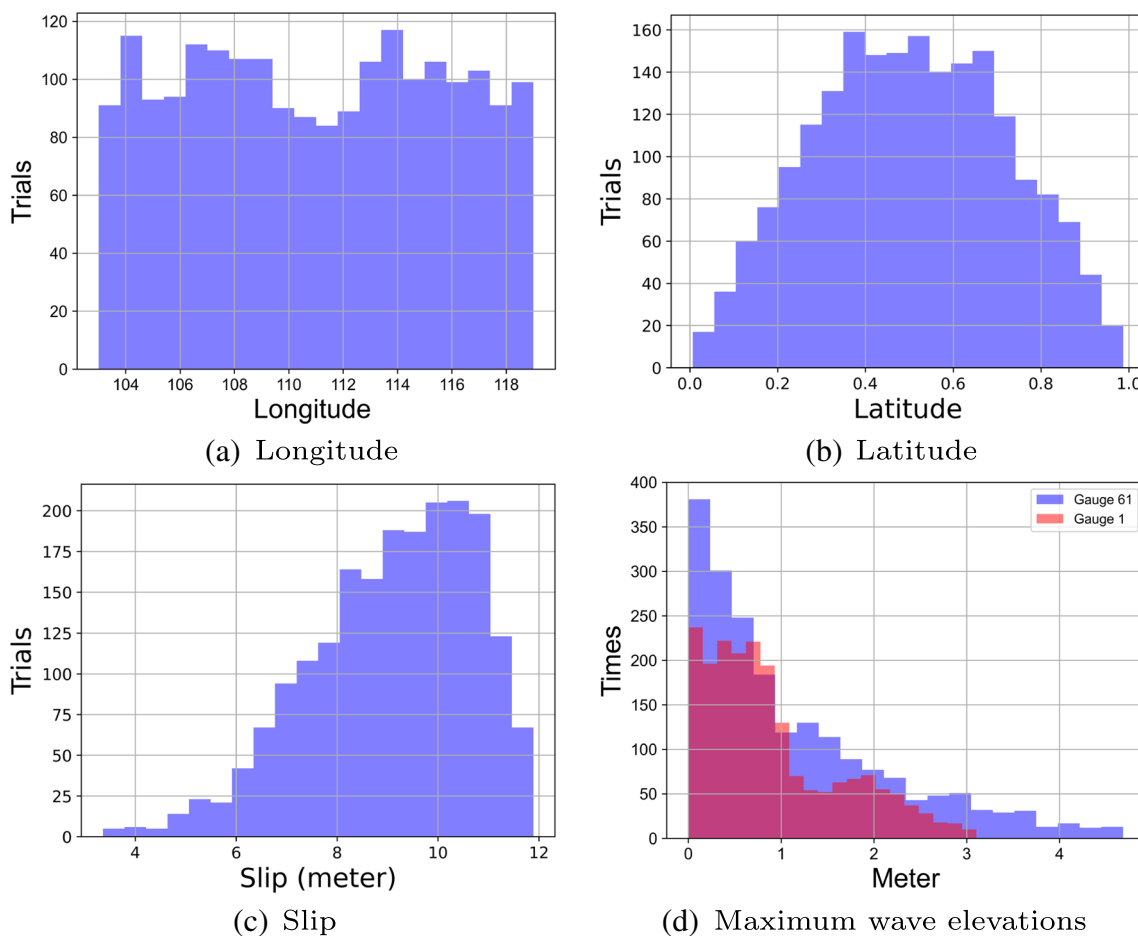 120
100
80
60
40
20
0
Trials
104 106 108 110 112 114 116 118
Longitude
(a) Longitude
160
140
120
100
80
60
40
20
0
Trials
0.0 0.2 0.4 0.6 0.8 1.0
Latitude
(b) Latitude
200
175
150
125
100
75
50
25
0
Trials
4 6 8 10 12
Slip (meter)
(c) Slip
400
350
300
250
200
150
100
50
0
Times
Gauge 61
Gauge 1
0 1 2 3 4
Meter
(d) Maximum wave elevations